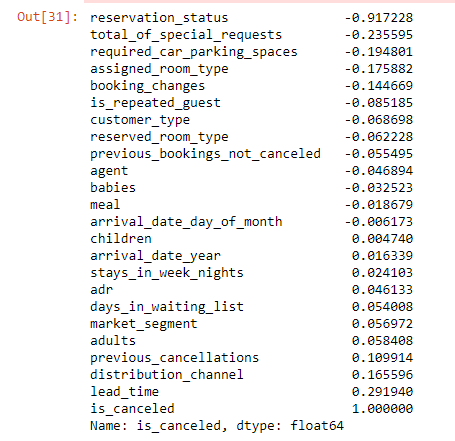 Out[31]: reservation_status -0.917228
total_of_special_requests -0.235595
required_car_parking_spaces -0.194801
assigned_room_type -0.175882
booking_changes -0.144669
is_repeated_guest -0.085185
customer_type -0.068698
reserved_room_type -0.062228
previous_bookings_not_canceled -0.055495
agent -0.046894
babies -0.032523
meal -0.018679
arrival_date_day_of_month -0.006173
children 0.004740
arrival_date_year 0.016339
stays_in_week_nights 0.024103
adr 0.046133
days_in_waiting_list 0.054008
market_segment 0.056972
adults 0.058408
previous_cancellations 0.109914
distribution_channel 0.165596
lead_time 0.291940
is_canceled 1.000000
Name: is_canceled, dtype: float64